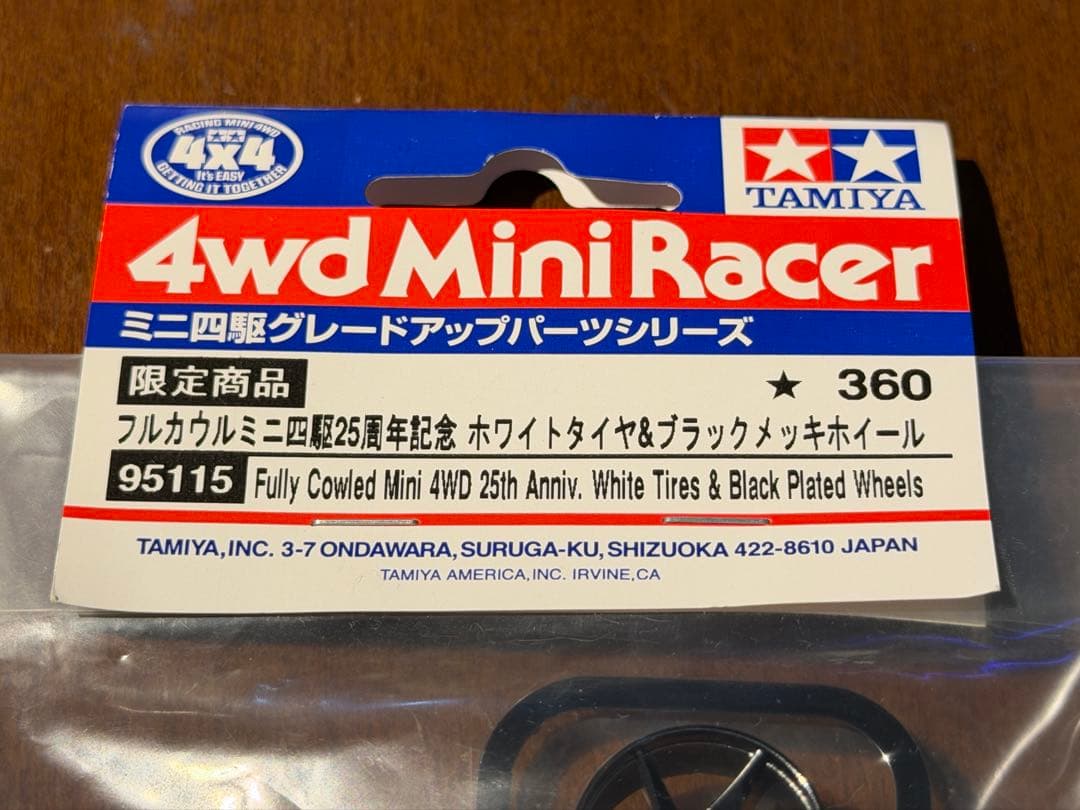 RACING MINI 4WD
4x4
It's EASY
GETTING IT TOGETHER
TAMIYA
4wd Mini Racer
ミニ四駆グレードアップパーツシリーズ
限定商品
★ 360
フルカウルミニ四駆25周年記念 ホワイトタイヤ&ブラックメッキホイール
95115 Fully Cowled Mini 4WD 25th Anniv. White Tires & Black Plated Wheels
TAMIYA,INC. 3-7 ONDAWARA,SURUGA-KU,SHIZUOKA 422-8610 JAPAN
TAMIYA AMERICA,INC. IRVINE,CA